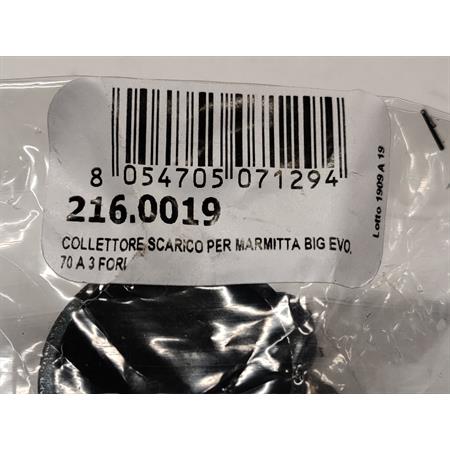 8 054705 071294
216.0019
COLLETTORE SCARICO PER MARMITTA BIG EVO.
70 A 3 FORI
Lotto 1909 A 19